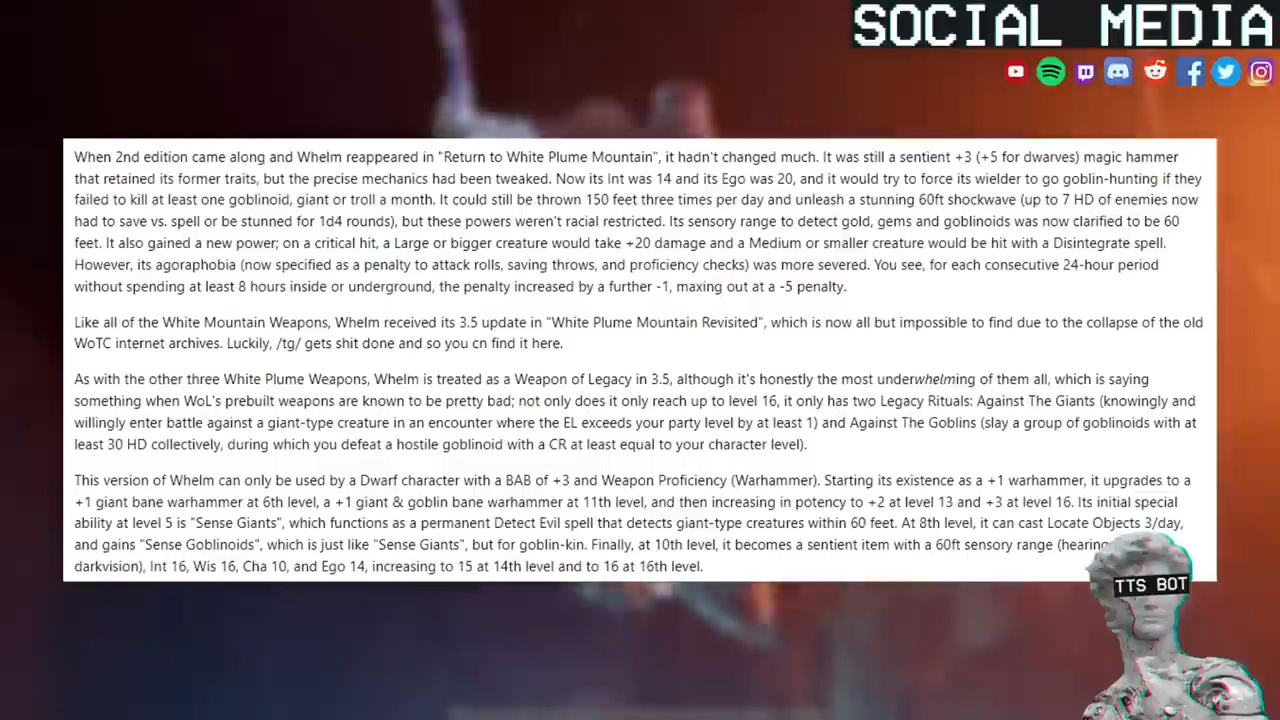 SOCIAL MEDIA
When 2nd edition came along and Whelm reappeared in "Return to White Plume Mountain", it hadn't changed much. It was still a sentient +3 (+5 for dwarves) magic hammer
that retained its former traits, but the precise mechanics had been tweaked. Now its Int was 14 and its Ego was 20, and it would try to force its wielder to go goblin-hunting if they
failed to kill at least one goblinoid, giant or troll a month. It could still be thrown 150 feet three times per day and unleash a stunning 60ft shockwave (up to 7 HD of enemies now
had to save vs. spell or be stunned for 1d4 rounds), but these powers weren't racial restricted. Its sensory range to detect gold, gems and goblinoids was now clarified to be 60
feet. It also gained a new power; on a critical hit, a Large or bigger creature would take +20 damage and a Medium or smaller creature would be hit with a Disintegrate spell.
However, its agoraphobia (now specified as a penalty to attack rolls, saving throws, and proficiency checks) was more severed. You see, for each consecutive 24-hour period
without spending at least 8 hours inside or underground, the penalty increased by a further -1, maxing out at a -5 penalty.
Like all of the White Mountain Weapons, Whelm received its 3.5 update in "White Plume Mountain Revisited", which is now all but impossible to find due to the collapse of the old
WoTC internet archives. Luckily, /tg/ gets shit done and so you cn find it here.
As with the other three White Plume Weapons, Whelm is treated as a Weapon of Legacy in 3.5, although it's honestly the most underwhelming of them all, which is saying
something when WoL's prebuilt weapons are known to be pretty bad; not only does it only reach up to level 16, it only has two Legacy Rituals: Against The Giants (knowingly and
willingly enter battle against a giant-type creature in an encounter where the EL exceeds your party level by at least 1) and Against The Goblins (slay a group of goblinoids with at
least 30 HD collectively, during which you defeat a hostile goblinoid with a CR at least equal to your character level).
This version of Whelm can only be used by a Dwarf character with a BAB of +3 and Weapon Proficiency (Warhammer). Starting its existence as a +1 warhammer, it upgrades to a
+1 giant bane warhammer at 6th level, a +1 giant & goblin bane warhammer at 11th level, and then increasing in potency to +2 at level 13 and +3 at level 16. Its initial special
ability at level 5 is "Sense Giants", which functions as a permanent Detect Evil spell that detects giant-type creatures within 60 feet. At 8th level, it can cast Locate Objects 3/day,
and gains "Sense Goblinoids", which is just like "Sense Giants", but for goblin-kin. Finally, at 10th level, it becomes a sentient item with a 60ft sensory range (hearing
darkvision), Int 16, Wis 16, Cha 10, and Ego 14, increasing to 15 at 14th level and to 16 at 16th level.
TTS BOT